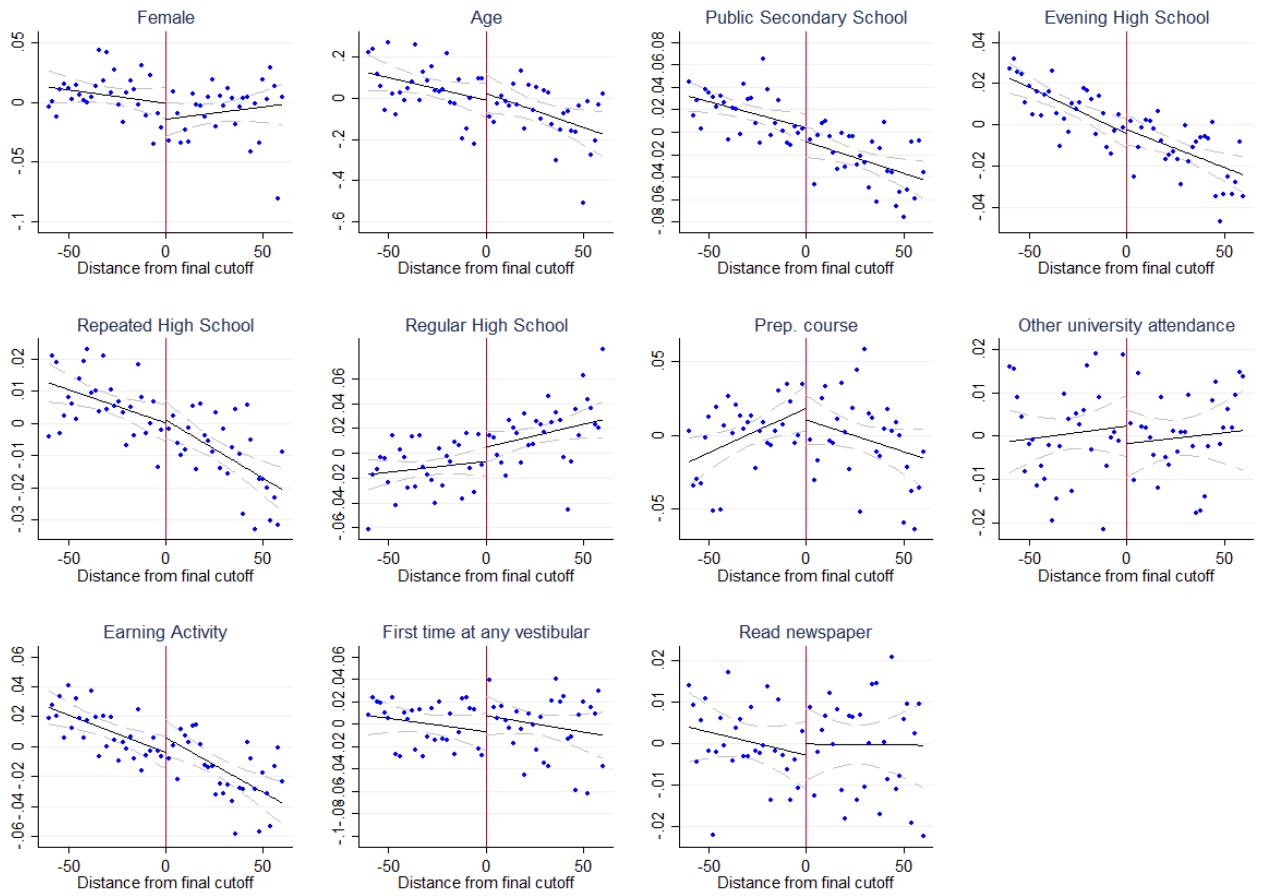 Female
.05
0
-.05
-.1
-50 0 50
Distance from final cutoff
Age
.2
0
-.2
-.4
-.6
-50 0 50
Distance from final cutoff
Public Secondary School
-.08-.06-.04-.02 0 .02.04.06.08
-50 0 50
Distance from final cutoff
Evening High School
.04
.02
0
-.02
-.04
-50 0 50
Distance from final cutoff
Repeated High School
.02
.01
0
-.01
-.02
-.03
-50 0 50
Distance from final cutoff
Regular High School
-.06-.04-.02 0 .02.04.06
-50 0 50
Distance from final cutoff
Prep. course
.05
0
-.05
-50 0 50
Distance from final cutoff
Other university attendance
.02
.01
0
-.01
-.02
-50 0 50
Distance from final cutoff
Earning Activity
-.06-.04-.02 0 .02 .04 .06
-50 0 50
Distance from final cutoff
First time at any vestibular
-.1-.08-.06-.04-.02 0 .02.04.06
-50 0 50
Distance from final cutoff
Read newspaper
.02
.01
0
-.01
-.02
-50 0 50
Distance from final cutoff